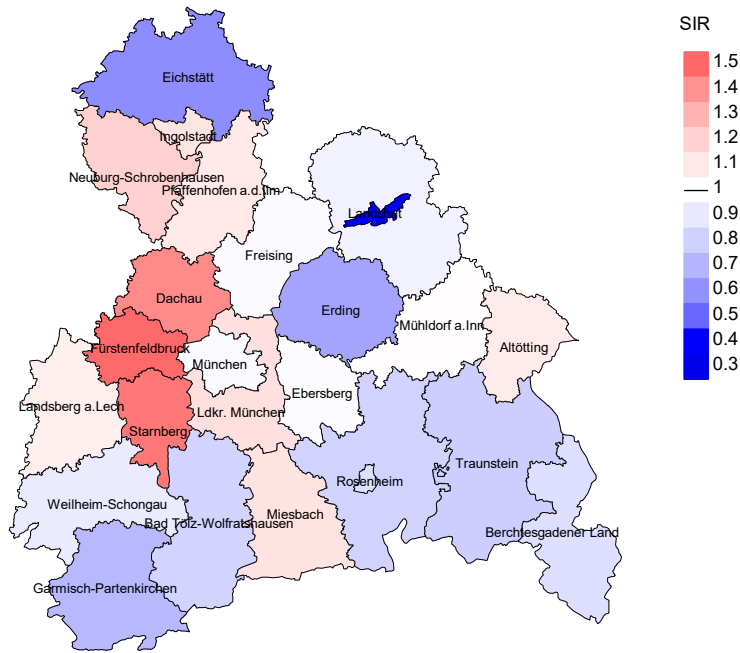 SIR
1.5
1.4
1.3
1.2
1.1
1
0.9
0.8
0.7
0.6
0.5
0.4
0.3
Eichstätt
Ingolstadt
Neuburg-Schrobenhausen
Pfaffenhofen a.d.Ilm
Landshut
Freising
Dachau
Erding
Mühldorf a.Inn
Fürstenfeldbruck
Altötting
München
Ebersberg
Landsberg a.Lech
Ldkr. München
Starnberg
Traunstein
Rosenheim
Weilheim-Schongau
Miesbach
Bad Tölz-Wolfratshausen
Berchtesgadener Land
Garmisch-Partenkirchen